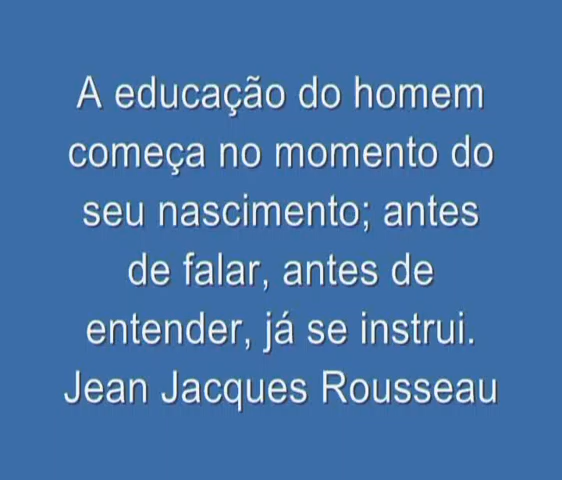 A educação do homem
começa no momento do
seu nascimento; antes
de falar, antes de
entender, já se instrui.
Jean Jacques Rousseau